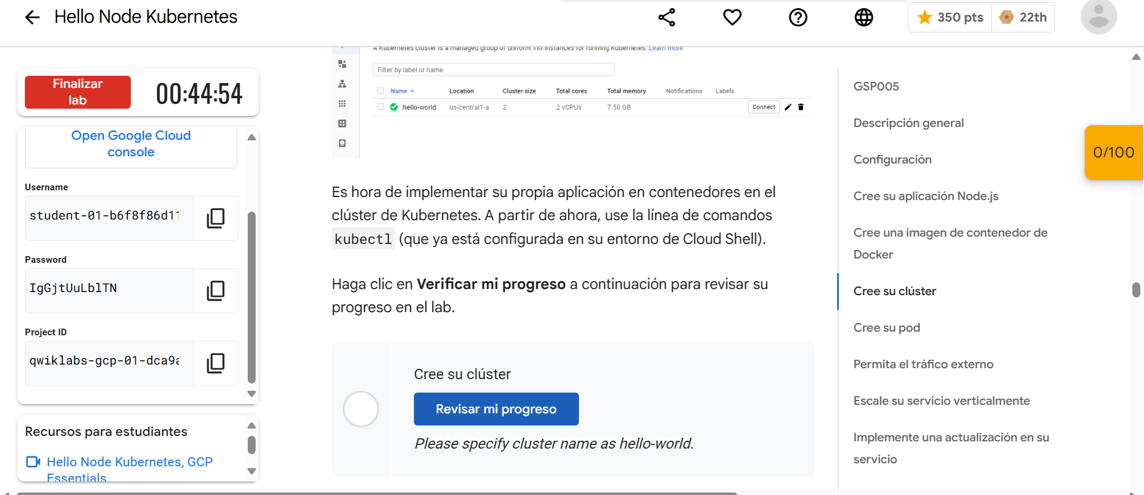 Hello Node Kubernetes
350 pts
22th
Finalizar
lab
00:44:54
Open Google Cloud
console
Username
student-01-b6f8f86d11
Password
IgGjtUuLblTN
Project ID
qwiklabs-gcp-01-dca9a
Recursos para estudiantes
Hello Node Kubernetes, GCP
Essentials
A Kubernetes cluster is a managed group of uniform VM instances for running Kubernetes. Learn more
Filter by label or name
Name Location Cluster size Total cores Total memory Notifications Labels
hello-world us-central1-a 2 2 vCPUs 7.50 GB Connect
Es hora de implementar su propia aplicación en contenedores en el
clúster de Kubernetes. A partir de ahora, use la línea de comandos
kubectl (que ya está configurada en su entorno de Cloud Shell).
Haga clic en Verificar mi progreso a continuación para revisar su
progreso en el lab.
Cree su clúster
Revisar mi progreso
Please specify cluster name as hello-world.
GSP005
Descripción general
Configuración
Cree su aplicación Node.js
Cree una imagen de contenedor de
Docker
Cree su clúster
Cree su pod
Permita el tráfico externo
Escale su servicio verticalmente
Implemente una actualización en su
servicio
0/100